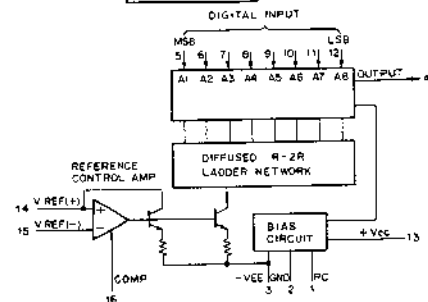 DIGITAL INPUT
MSB LSB
5 6 7 8 9 10 11 12
A1 A2 A3 A4 A5 A6 A7 A8 OUTPUT
DIFFUSED R-2R
LADDER NETWORK
REFERENCE
CONTROL AMP
14 V REF(+)
15 V REF(-)
+
−
COMP
16
BIAS
CIRCUIT
+Vcc 13
-VEE GND RC
3 2 1